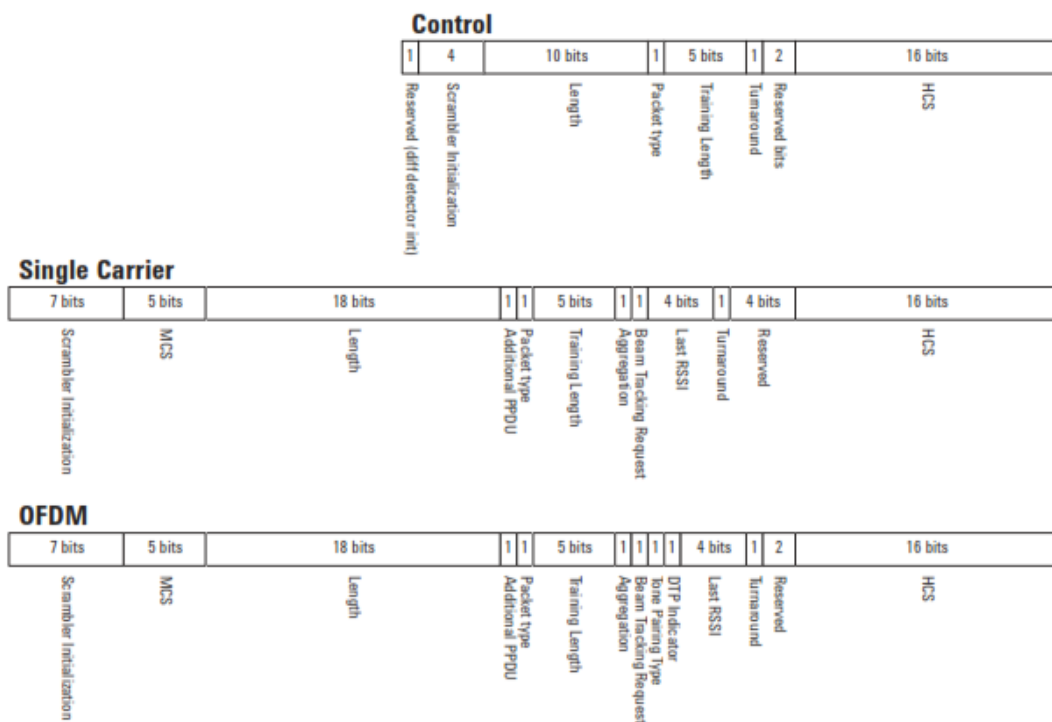 Control
1 4 10 bits 1 5 bits 1 2 16 bits
Reserved (diff detector init)
Scrambler Initialization
Length
Packet type
Training Length
Turnaround
Reserved bits
HCS
Single Carrier
7 bits 5 bits 18 bits 1 1 5 bits 1 1 4 bits 1 4 bits 16 bits
Scrambler Initialization
MCS
Length
Additional PPDU
Packet type
Training Length
Aggregation
Beam Tracking Request
Last RSSI
Turnaround
Reserved
HCS
OFDM
7 bits 5 bits 18 bits 1 1 5 bits 1 1 1 1 4 bits 1 2 16 bits
Scrambler Initialization
MCS
Length
Additional PPDU
Packet type
Training Length
Aggregation
Beam Tracking Request
Tone Pairing Type
DTP Indicator
Last RSSI
Turnaround
Reserved
HCS